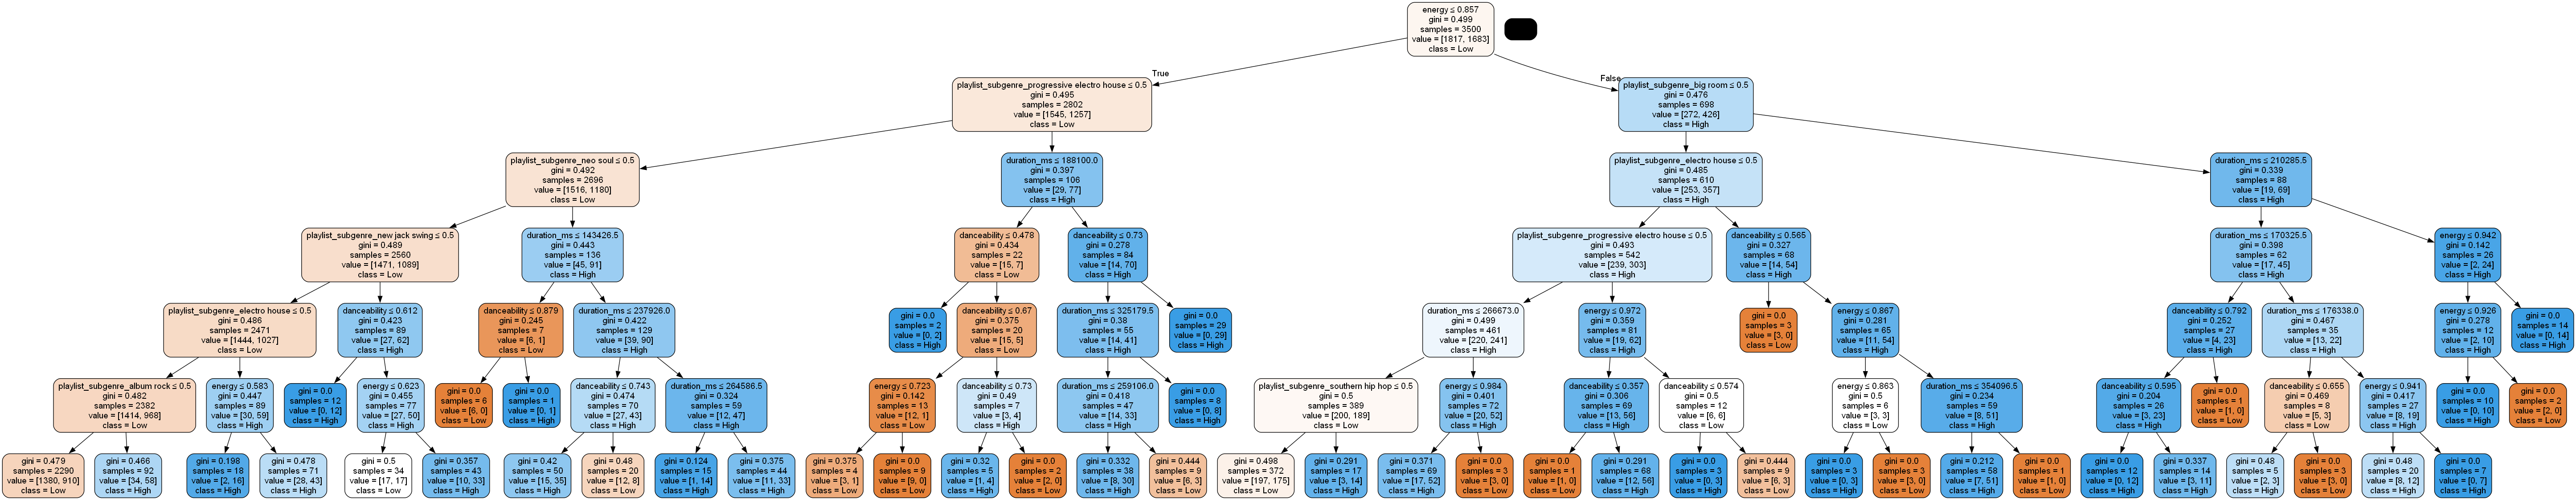 energy ≤ 0.857
gini = 0.499
samples = 3500
value = [1817, 1683]
class = Low
True
False
playlist_subgenre_progressive electro house ≤ 0.5
gini = 0.495
samples = 2802
value = [1545, 1257]
class = Low
playlist_subgenre_big room ≤ 0.5
gini = 0.476
samples = 698
value = [272, 426]
class = High
playlist_subgenre_neo soul ≤ 0.5
gini = 0.492
samples = 2696
value = [1516, 1180]
class = Low
duration_ms ≤ 188100.0
gini = 0.397
samples = 106
value = [29, 77]
class = High
playlist_subgenre_electro house ≤ 0.5
gini = 0.485
samples = 610
value = [253, 357]
class = High
duration_ms ≤ 210285.5
gini = 0.339
samples = 88
value = [19, 69]
class = High
playlist_subgenre_new jack swing ≤ 0.5
gini = 0.489
samples = 2560
value = [1471, 1089]
class = Low
duration_ms ≤ 143426.5
gini = 0.443
samples = 136
value = [45, 91]
class = High
danceability ≤ 0.478
gini = 0.434
samples = 22
value = [15, 7]
class = Low
danceability ≤ 0.73
gini = 0.278
samples = 84
value = [14, 70]
class = High
playlist_subgenre_progressive electro house ≤ 0.5
gini = 0.493
samples = 542
value = [239, 303]
class = High
danceability ≤ 0.565
gini = 0.327
samples = 68
value = [14, 54]
class = High
duration_ms ≤ 170325.5
gini = 0.398
samples = 62
value = [17, 45]
class = High
energy ≤ 0.942
gini = 0.142
samples = 26
value = [2, 24]
class = High
playlist_subgenre_electro house ≤ 0.5
gini = 0.486
samples = 2471
value = [1444, 1027]
class = Low
danceability ≤ 0.612
gini = 0.423
samples = 89
value = [27, 62]
class = High
danceability ≤ 0.879
gini = 0.245
samples = 7
value = [6, 1]
class = Low
duration_ms ≤ 237926.0
gini = 0.422
samples = 129
value = [39, 90]
class = High
gini = 0.0
samples = 2
value = [0, 2]
class = High
danceability ≤ 0.67
gini = 0.375
samples = 20
value = [15, 5]
class = Low
duration_ms ≤ 325179.5
gini = 0.38
samples = 55
value = [14, 41]
class = High
gini = 0.0
samples = 29
value = [0, 29]
class = High
duration_ms ≤ 266673.0
gini = 0.499
samples = 461
value = [220, 241]
class = High
energy ≤ 0.972
gini = 0.359
samples = 81
value = [19, 62]
class = High
gini = 0.0
samples = 3
value = [3, 0]
class = Low
energy ≤ 0.867
gini = 0.281
samples = 65
value = [11, 54]
class = High
danceability ≤ 0.792
gini = 0.252
samples = 27
value = [4, 23]
class = High
duration_ms ≤ 176338.0
gini = 0.467
samples = 35
value = [13, 22]
class = High
energy ≤ 0.926
gini = 0.278
samples = 12
value = [2, 10]
class = High
gini = 0.0
samples = 14
value = [0, 14]
class = High
playlist_subgenre_album rock ≤ 0.5
gini = 0.482
samples = 2382
value = [1414, 968]
class = Low
energy ≤ 0.583
gini = 0.447
samples = 89
value = [30, 59]
class = High
gini = 0.0
samples = 12
value = [0, 12]
class = High
energy ≤ 0.623
gini = 0.455
samples = 77
value = [27, 50]
class = High
gini = 0.0
samples = 6
value = [6, 0]
class = Low
gini = 0.0
samples = 1
value = [0, 1]
class = High
danceability ≤ 0.743
gini = 0.474
samples = 70
value = [27, 43]
class = High
duration_ms ≤ 264586.5
gini = 0.324
samples = 59
value = [12, 47]
class = High
energy ≤ 0.723
gini = 0.142
samples = 13
value = [12, 1]
class = Low
danceability ≤ 0.73
gini = 0.49
samples = 7
value = [3, 4]
class = High
duration_ms ≤ 259106.0
gini = 0.418
samples = 47
value = [14, 33]
class = High
gini = 0.0
samples = 8
value = [0, 8]
class = High
playlist_subgenre_southern hip hop ≤ 0.5
gini = 0.5
samples = 389
value = [200, 189]
class = Low
energy ≤ 0.984
gini = 0.401
samples = 72
value = [20, 52]
class = High
danceability ≤ 0.357
gini = 0.306
samples = 69
value = [13, 56]
class = High
danceability ≤ 0.574
gini = 0.5
samples = 12
value = [6, 6]
class = Low
energy ≤ 0.863
gini = 0.5
samples = 6
value = [3, 3]
class = Low
duration_ms ≤ 354096.5
gini = 0.234
samples = 59
value = [8, 51]
class = High
danceability ≤ 0.595
gini = 0.204
samples = 26
value = [3, 23]
class = High
gini = 0.0
samples = 1
value = [1, 0]
class = Low
danceability ≤ 0.655
gini = 0.469
samples = 8
value = [5, 3]
class = Low
energy ≤ 0.941
gini = 0.417
samples = 27
value = [8, 19]
class = High
gini = 0.0
samples = 10
value = [0, 10]
class = High
gini = 0.0
samples = 2
value = [2, 0]
class = Low
gini = 0.479
samples = 2290
value = [1380, 910]
class = Low
gini = 0.466
samples = 92
value = [34, 58]
class = High
gini = 0.198
samples = 18
value = [2, 16]
class = High
gini = 0.478
samples = 71
value = [28, 43]
class = High
gini = 0.5
samples = 34
value = [17, 17]
class = Low
gini = 0.357
samples = 43
value = [10, 33]
class = High
gini = 0.42
samples = 50
value = [15, 35]
class = High
gini = 0.48
samples = 20
value = [12, 8]
class = Low
gini = 0.124
samples = 15
value = [1, 14]
class = High
gini = 0.375
samples = 44
value = [11, 33]
class = High
gini = 0.375
samples = 4
value = [3, 1]
class = Low
gini = 0.0
samples = 9
value = [9, 0]
class = Low
gini = 0.32
samples = 5
value = [1, 4]
class = High
gini = 0.0
samples = 2
value = [2, 0]
class = Low
gini = 0.332
samples = 38
value = [8, 30]
class = High
gini = 0.444
samples = 9
value = [6, 3]
class = Low
gini = 0.498
samples = 372
value = [197, 175]
class = Low
gini = 0.291
samples = 17
value = [3, 14]
class = High
gini = 0.371
samples = 69
value = [17, 52]
class = High
gini = 0.0
samples = 3
value = [3, 0]
class = Low
gini = 0.0
samples = 1
value = [1, 0]
class = Low
gini = 0.291
samples = 68
value = [12, 56]
class = High
gini = 0.0
samples = 3
value = [0, 3]
class = High
gini = 0.444
samples = 9
value = [6, 3]
class = Low
gini = 0.0
samples = 3
value = [0, 3]
class = High
gini = 0.0
samples = 3
value = [3, 0]
class = Low
gini = 0.212
samples = 58
value = [7, 51]
class = High
gini = 0.0
samples = 1
value = [1, 0]
class = Low
gini = 0.0
samples = 12
value = [0, 12]
class = High
gini = 0.337
samples = 14
value = [3, 11]
class = High
gini = 0.48
samples = 5
value = [2, 3]
class = High
gini = 0.0
samples = 3
value = [3, 0]
class = Low
gini = 0.48
samples = 20
value = [8, 12]
class = High
gini = 0.0
samples = 7
value = [0, 7]
class = High